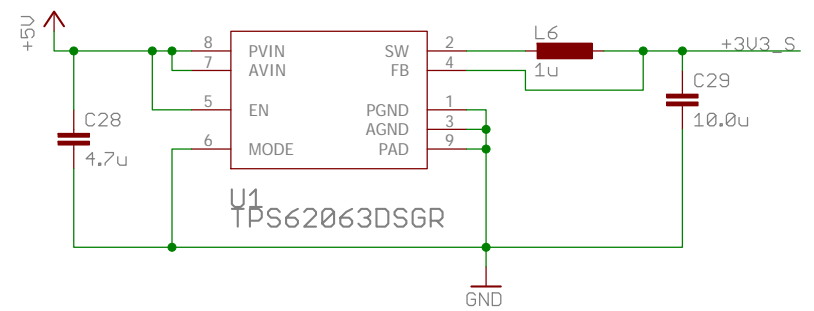 +5V
L6
8 PVIN SW 2
+3V3_S
7 AVIN FB 4
1u
C29
5 EN PGND 1
C28
AGND 3
10.0u
6 MODE PAD 9
4.7u
U1
TPS62063DSGR
GND